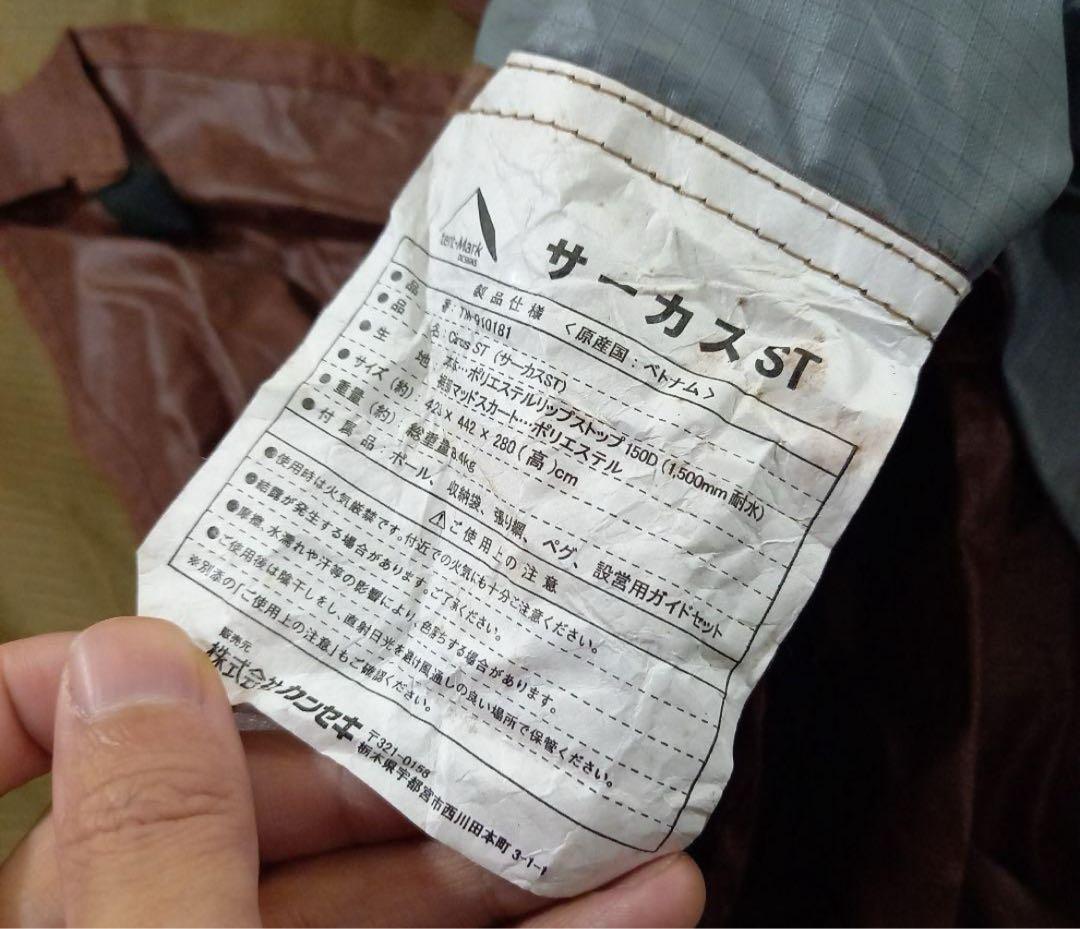 tent-Mark
DESIGNS
サーカスST
製品仕様 <原産国:ベトナム>
●品 番:TM-910181
●品 名:Circus ST (サーカスST)
●生 地:本体…ポリエステルリップストップ150D(1,500mm耐水)
マッドスカート…ポリエステル
●サイズ(約) × 442 × 280(高)cm
●重量(約) 総重量8.4kg
●付属品 ポール、収納袋、張り綱、ペグ、設営用ガイドセット
⚠ご使用上の注意
●使用時は火気厳禁です。付近での火気にも十分ご注意ください。
●結露が発生する場合があります。ご了承ください。
●摩擦、水濡れや汗等の影響により、色落ちする場合があります。
●ご使用後は陰干しをし、直射日光を避け風通しの良い場所で保管ください。
※別添の「ご使用上の注意」もご確認ください。
販売元
株式会社カンセキ 〒321-0158
栃木県宇都宮市西川田本町3-1-1